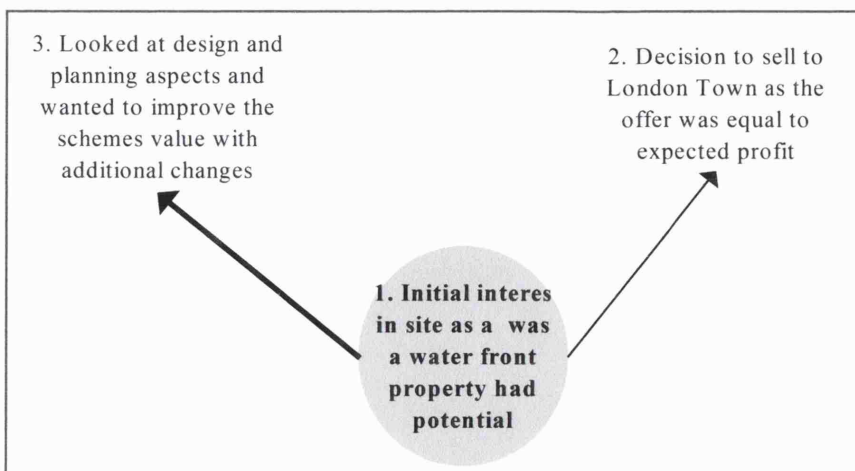 3. Looked at design and
planning aspects and
wanted to improve the
schemes value with
additional changes
2. Decision to sell to
London Town as the
offer was equal to
expected profit
1. Initial interes
in site as a was
a water front
property had
potential